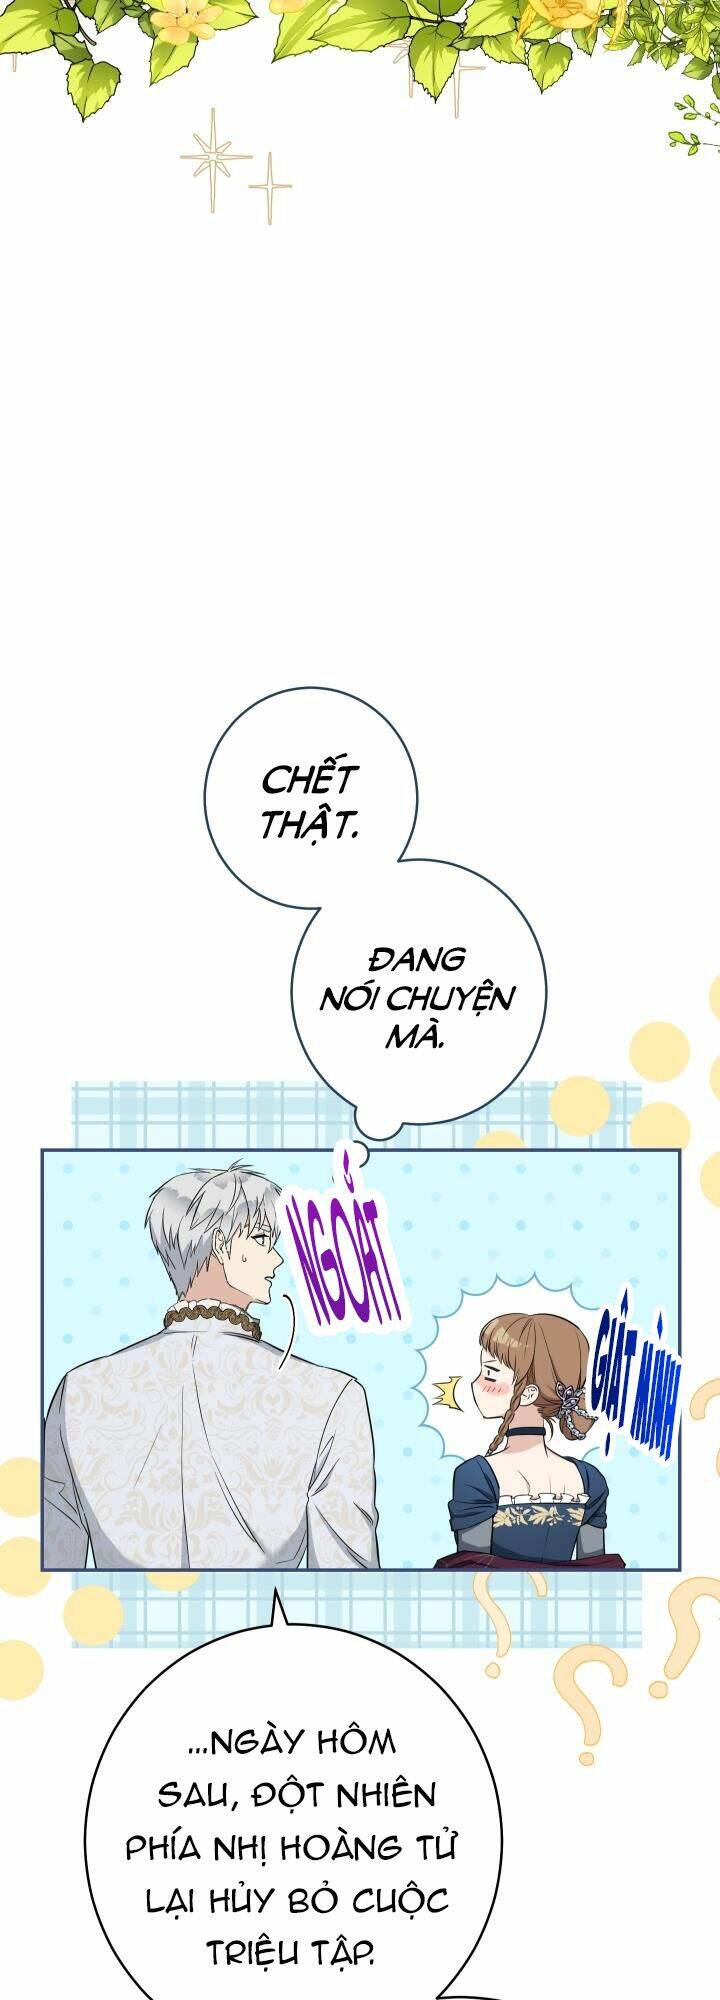 CHẾT
THẬT.
ĐANG
NÓI CHUYỆN
MÀ.
NGOẮT
GIẬT MÌNH
...NGÀY HÔM
SAU, ĐỘT NHIÊN
PHÍA NHỊ HOÀNG TỬ
LẠI HỦY BỎ CUỘC
TRIỆU TẬP.